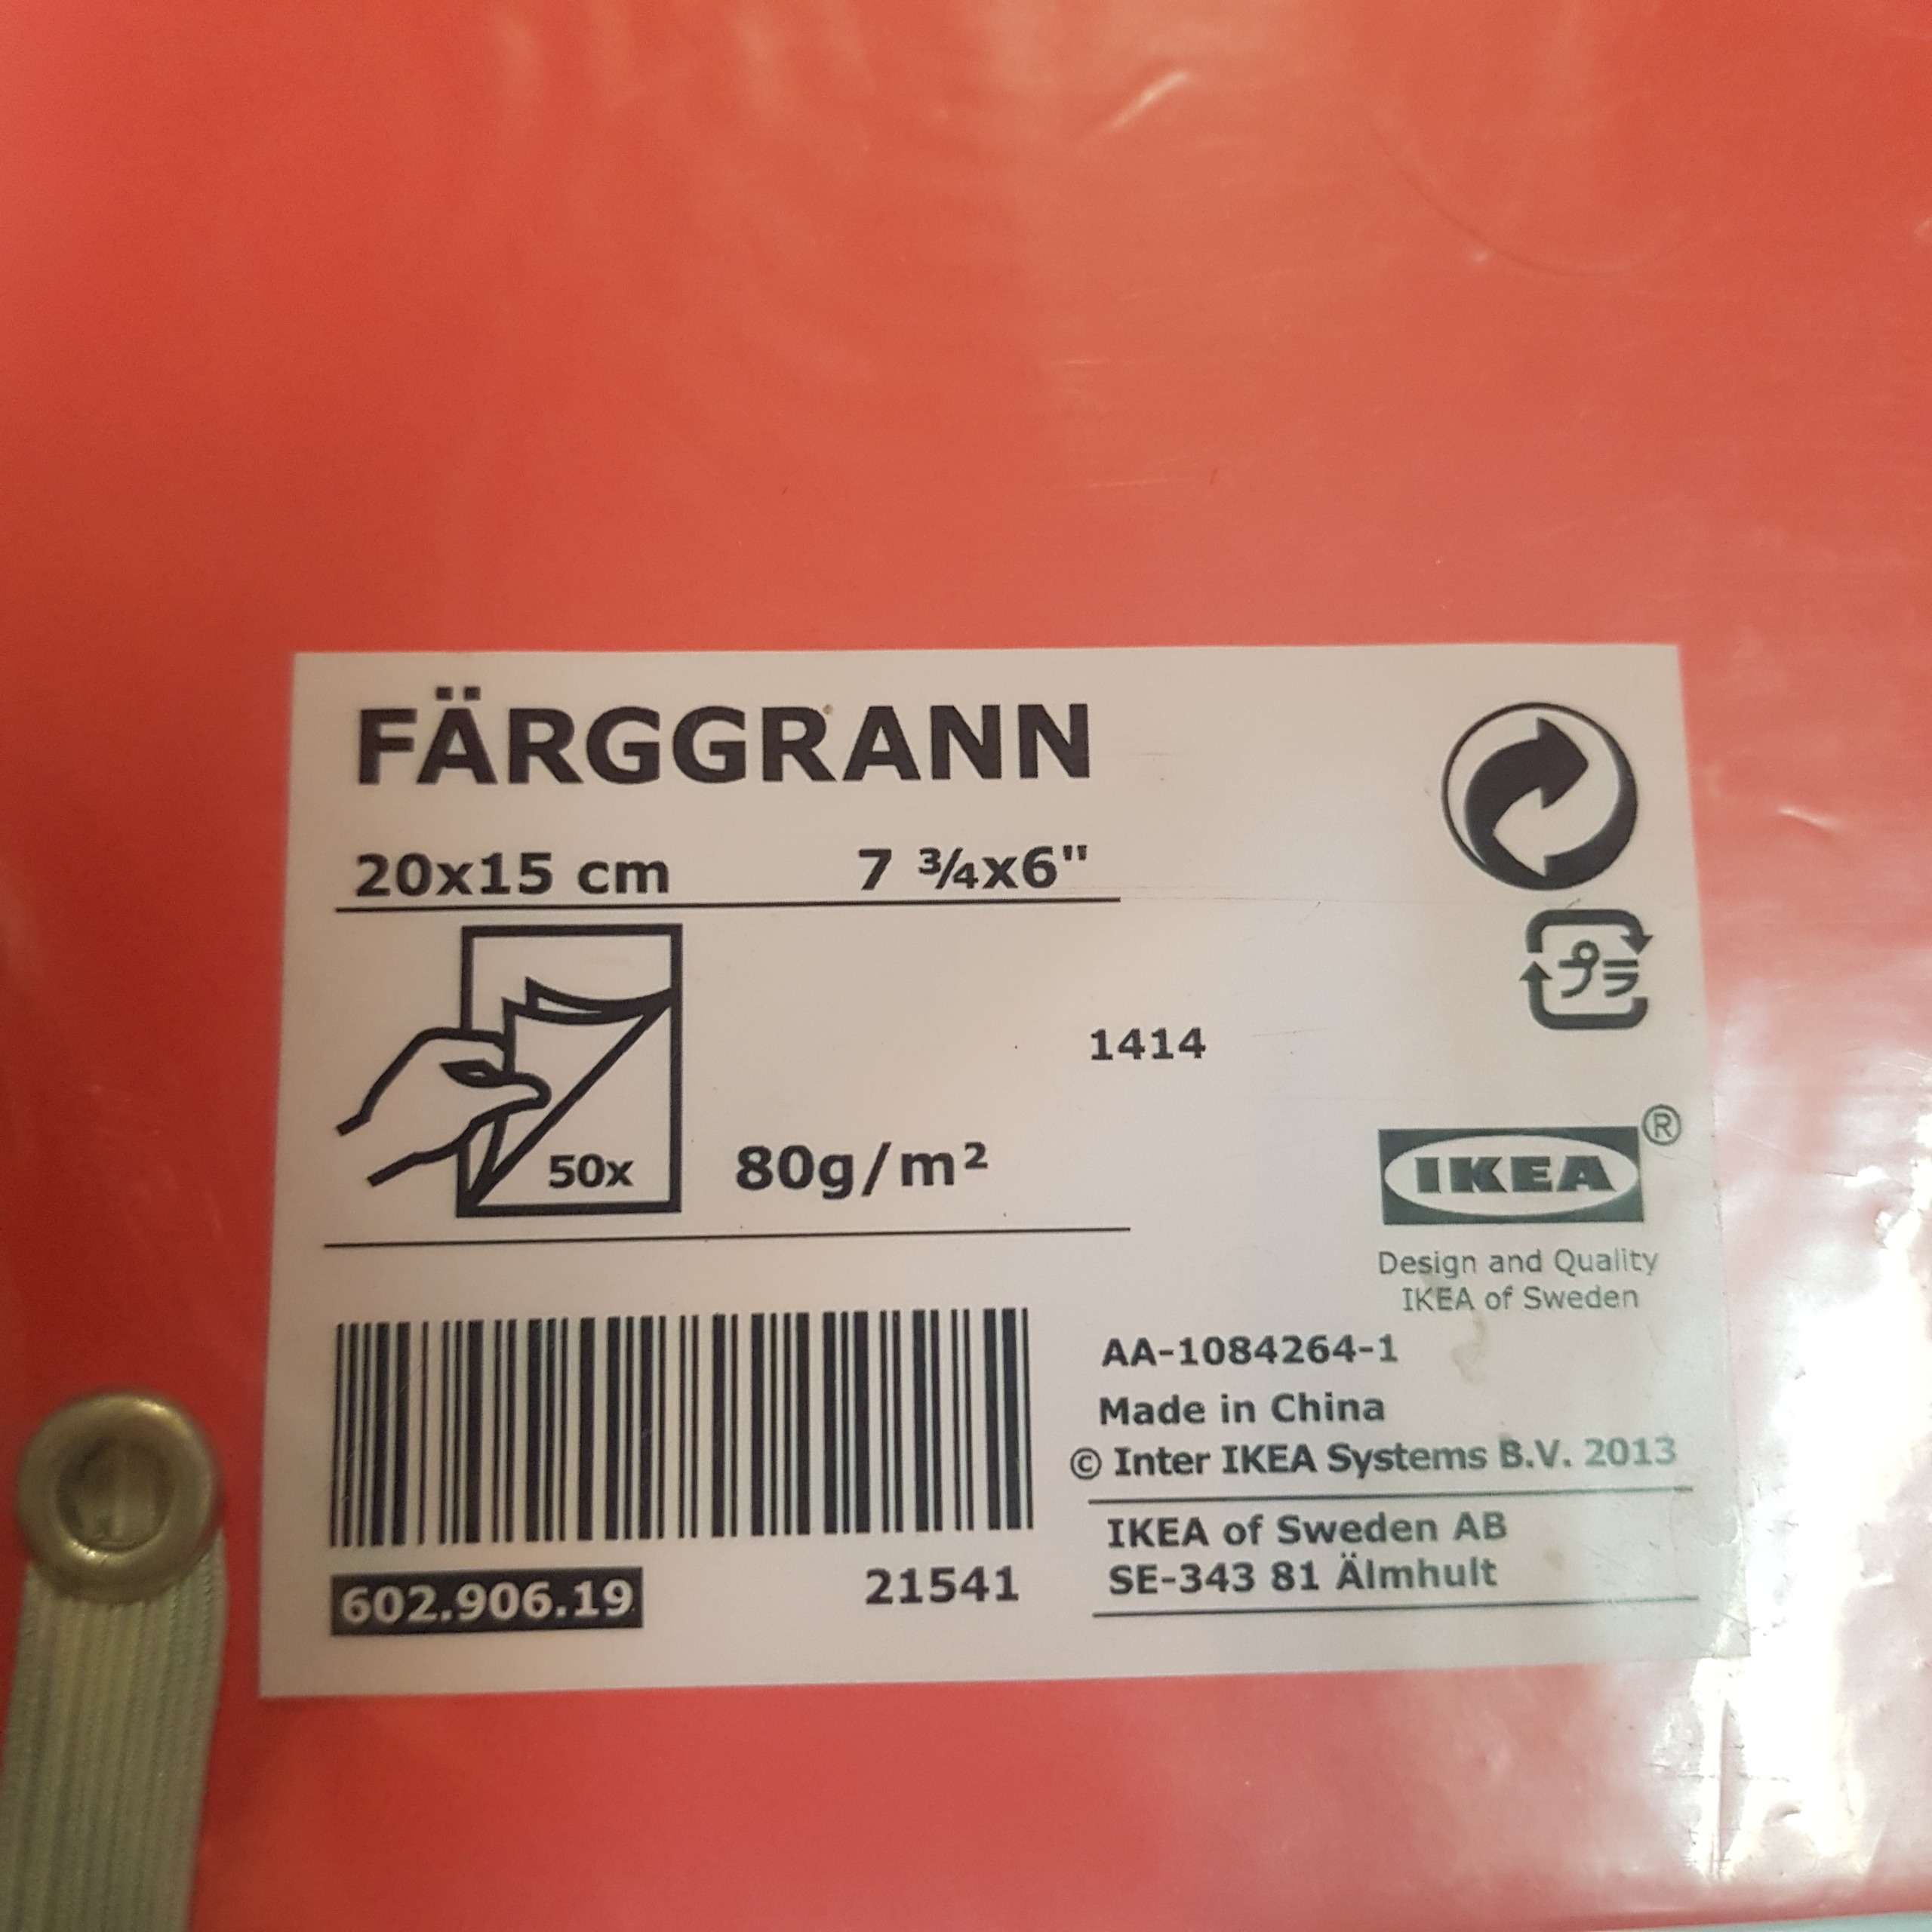 FÄRGGRANN
20x15 cm 7 ¾x6"
プラ
1414
50x 80g/m²
IKEA ®
Design and Quality
IKEA of Sweden
AA-1084264-1
Made in China
© Inter IKEA Systems B.V. 2013
IKEA of Sweden AB
SE-343 81 Älmhult
602.906.19 21541